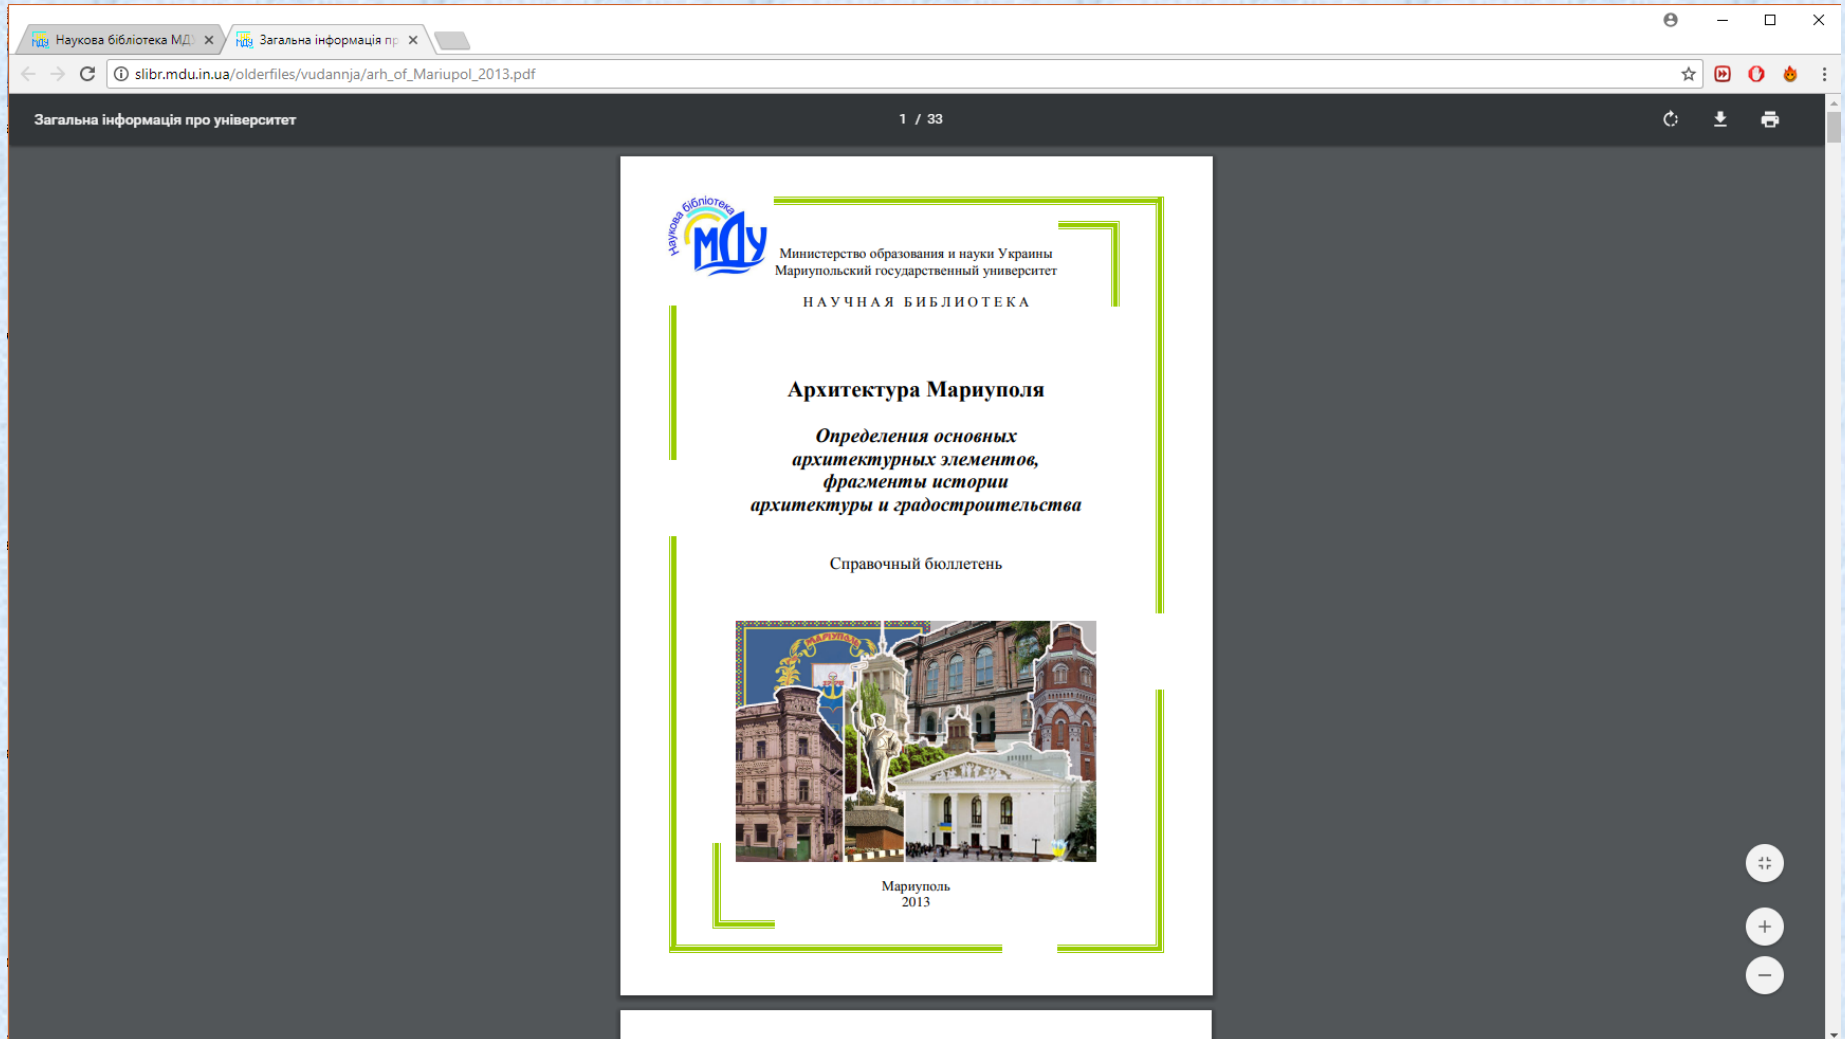 Наукова бібліотека МДУ
Загальна інформація пр
slibr.mdu.in.ua/olderfiles/vudannja/arh_of_Mariupol_2013.pdf
Загальна інформація про університет
1 / 33
Наукова бібліотека
МДУ
Министерство образования и науки Украины
Мариупольский государственный университет
НАУЧНАЯ БИБЛИОТЕКА
Архитектура Мариуполя
Определения основных
архитектурных элементов,
фрагменты истории
архитектуры и градостроительства
Справочный бюллетень
МАРІУПОЛЬ
Мариуполь
2013